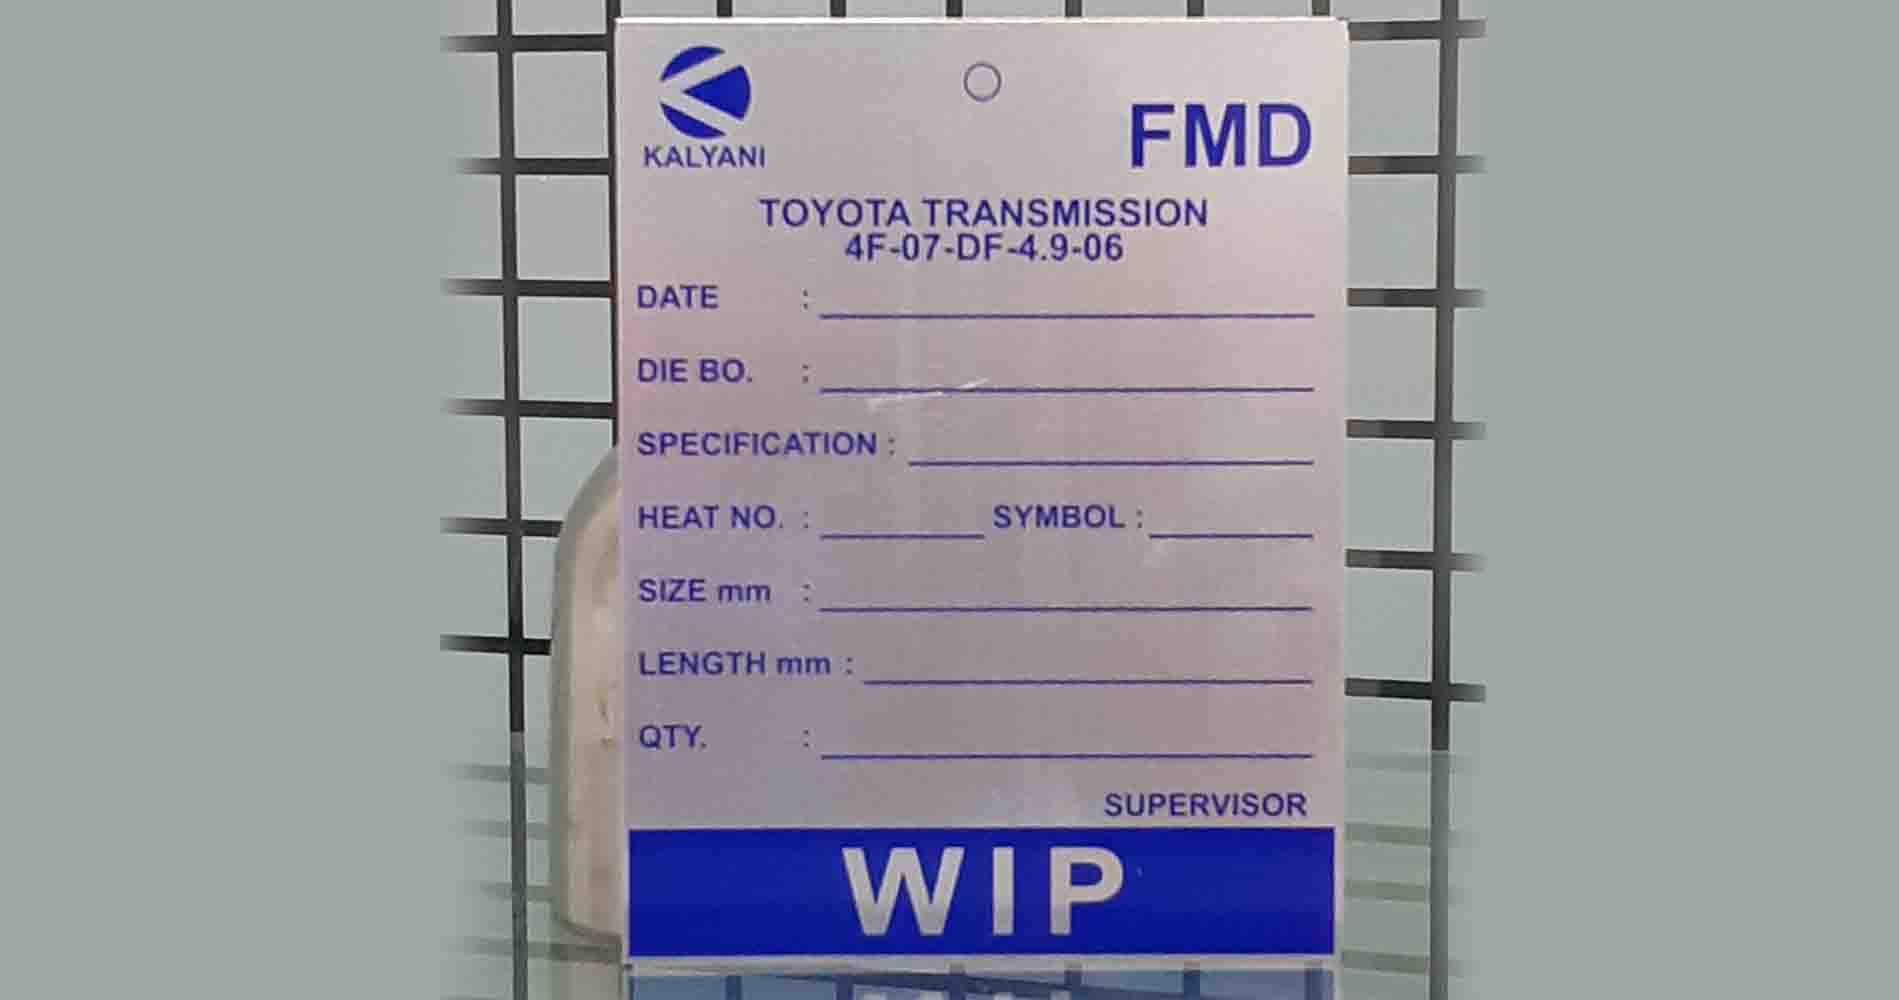 KALYANI
FMD
TOYOTA TRANSMISSION
4F-07-DF-4.9-06
DATE :
DIE BO. :
SPECIFICATION :
HEAT NO. : SYMBOL :
SIZE mm :
LENGTH mm :
QTY. :
SUPERVISOR
WIP